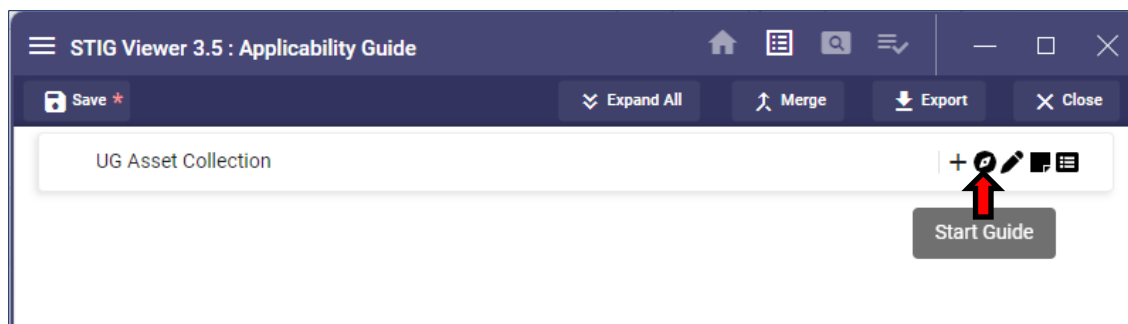 STIG Viewer 3.5 : Applicability Guide
Save * Expand All Merge Export Close
UG Asset Collection
Start Guide